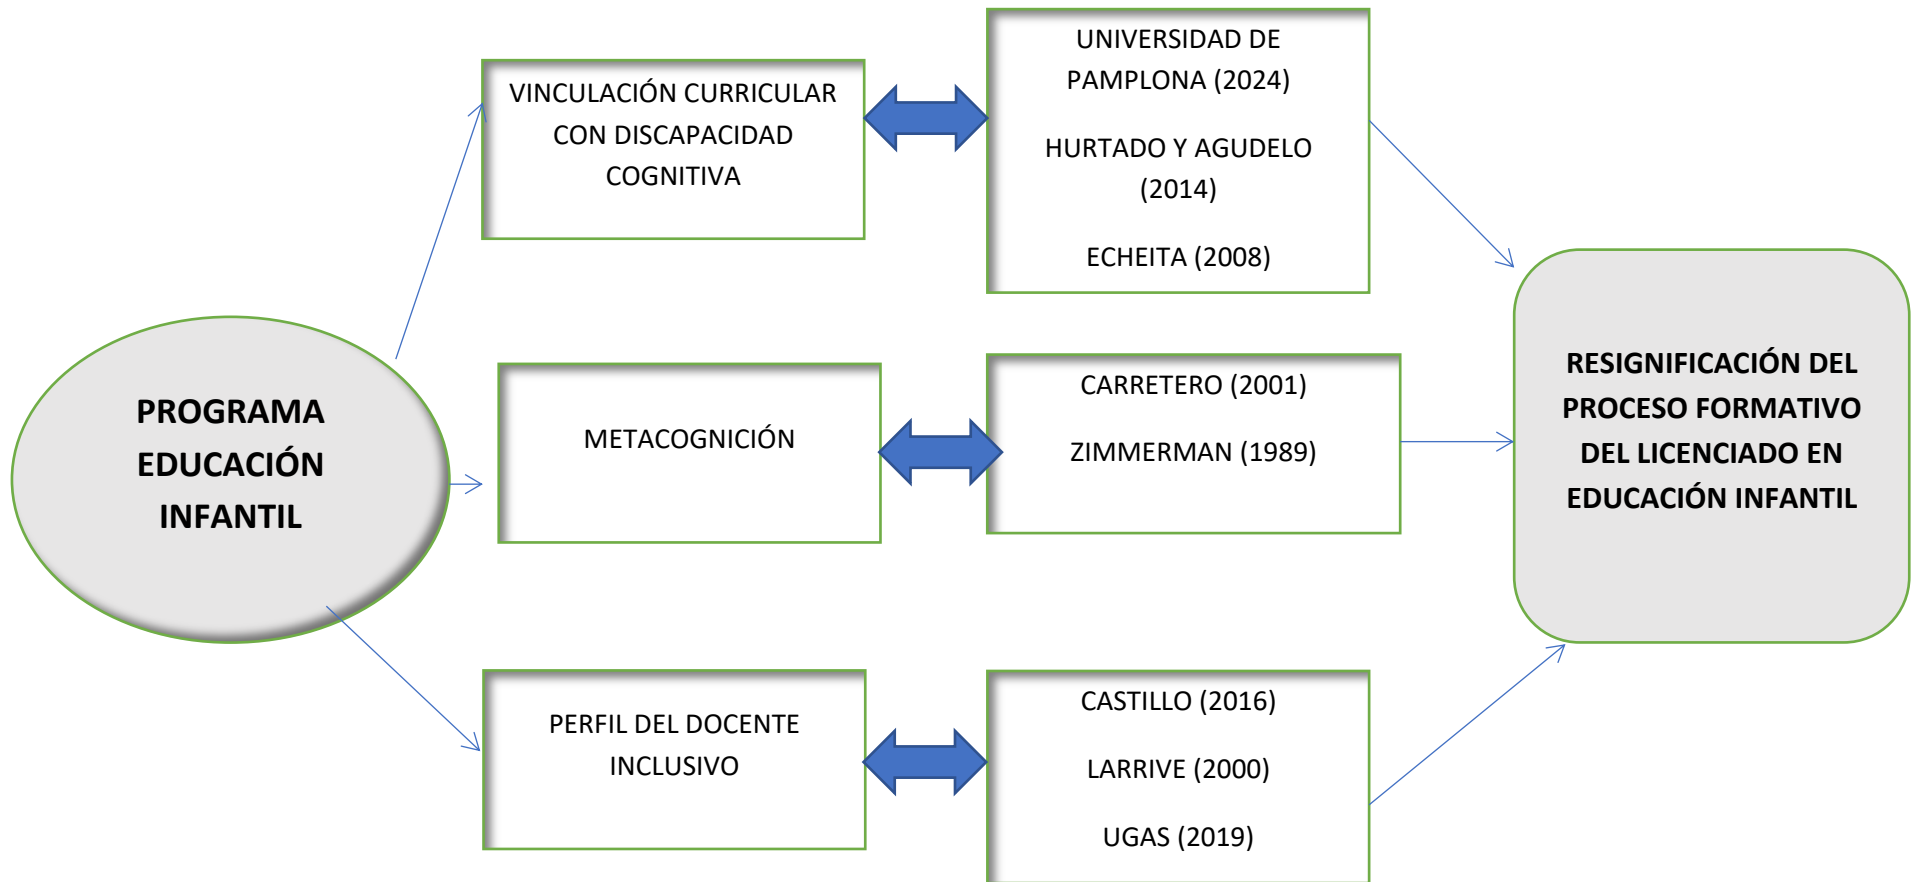 PROGRAMA
EDUCACIÓN
INFANTIL
VINCULACIÓN CURRICULAR
CON DISCAPACIDAD
COGNITIVA
UNIVERSIDAD DE
PAMPLONA (2024)
HURTADO Y AGUDELO
(2014)
ECHEITA (2008)
METACOGNICIÓN
CARRETERO (2001)
ZIMMERMAN (1989)
PERFIL DEL DOCENTE
INCLUSIVO
CASTILLO (2016)
LARRIVE (2000)
UGAS (2019)
RESIGNIFICACIÓN DEL
PROCESO FORMATIVO
DEL LICENCIADO EN
EDUCACIÓN INFANTIL